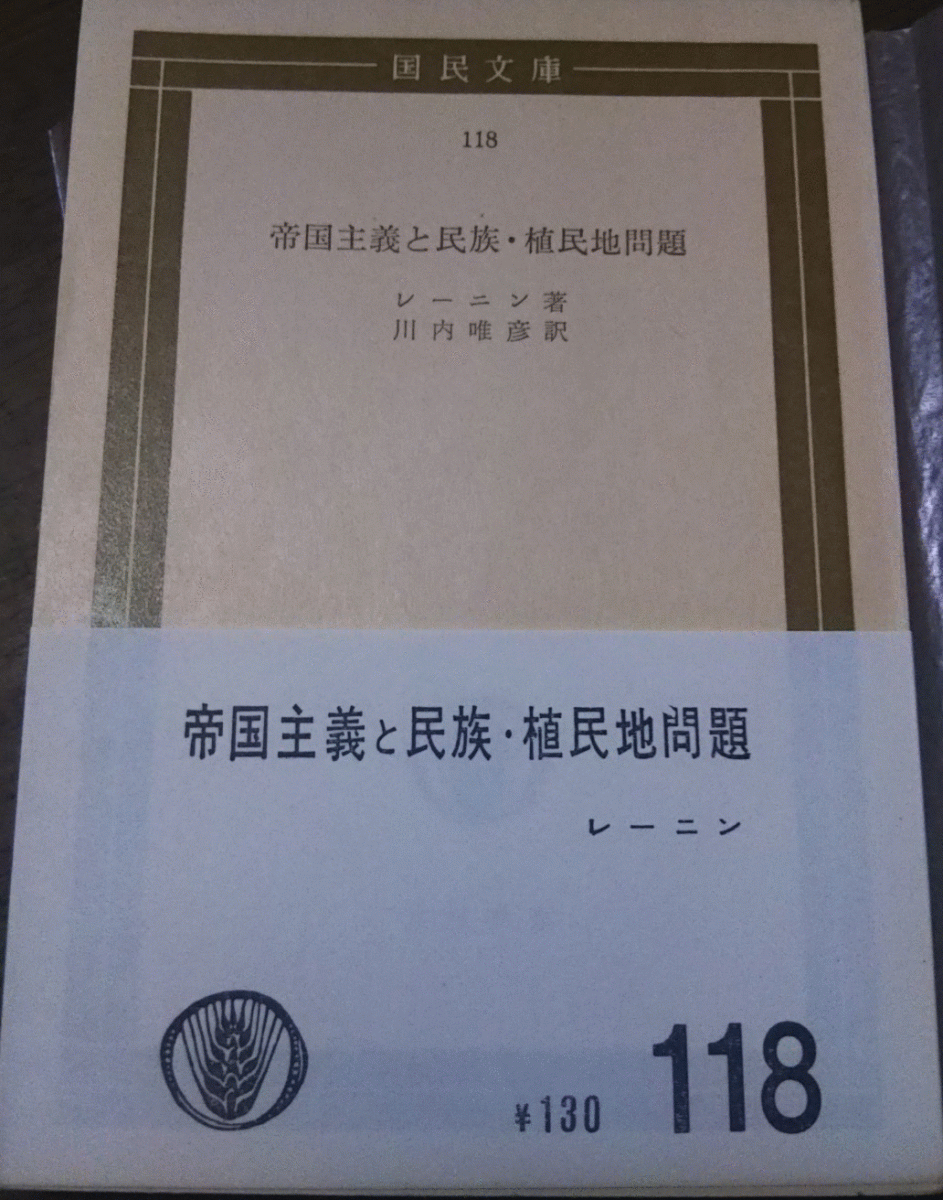 国民文庫
118
帝国主義と民族・植民地問題
レーニン著
川内唯彦訳
帝国主義と民族・植民地問題
レーニン
¥130
118